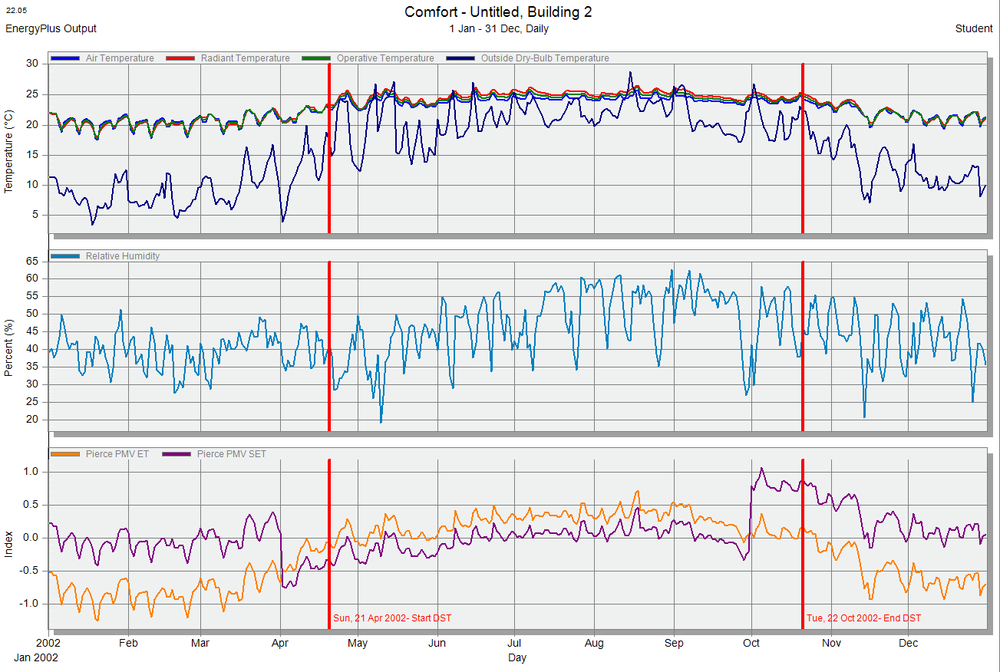 22.05
Comfort - Untitled, Building 2
EnergyPlus Output
1 Jan - 31 Dec, Daily
Student
Air Temperature Radiant Temperature Operative Temperature Outside Dry-Bulb Temperature
Temperature (°C)
30
25
20
15
10
5
Relative Humidity
Percent (%)
65
60
55
50
45
40
35
30
25
20
Pierce PMV ET Pierce PMV SET
Index
1.0
0.5
0.0
-0.5
-1.0
Sun, 21 Apr 2002- Start DST
Tue, 22 Oct 2002- End DST
2002 Feb Mar Apr May Jun Jul Aug Sep Oct Nov Dec
Jan 2002
Day